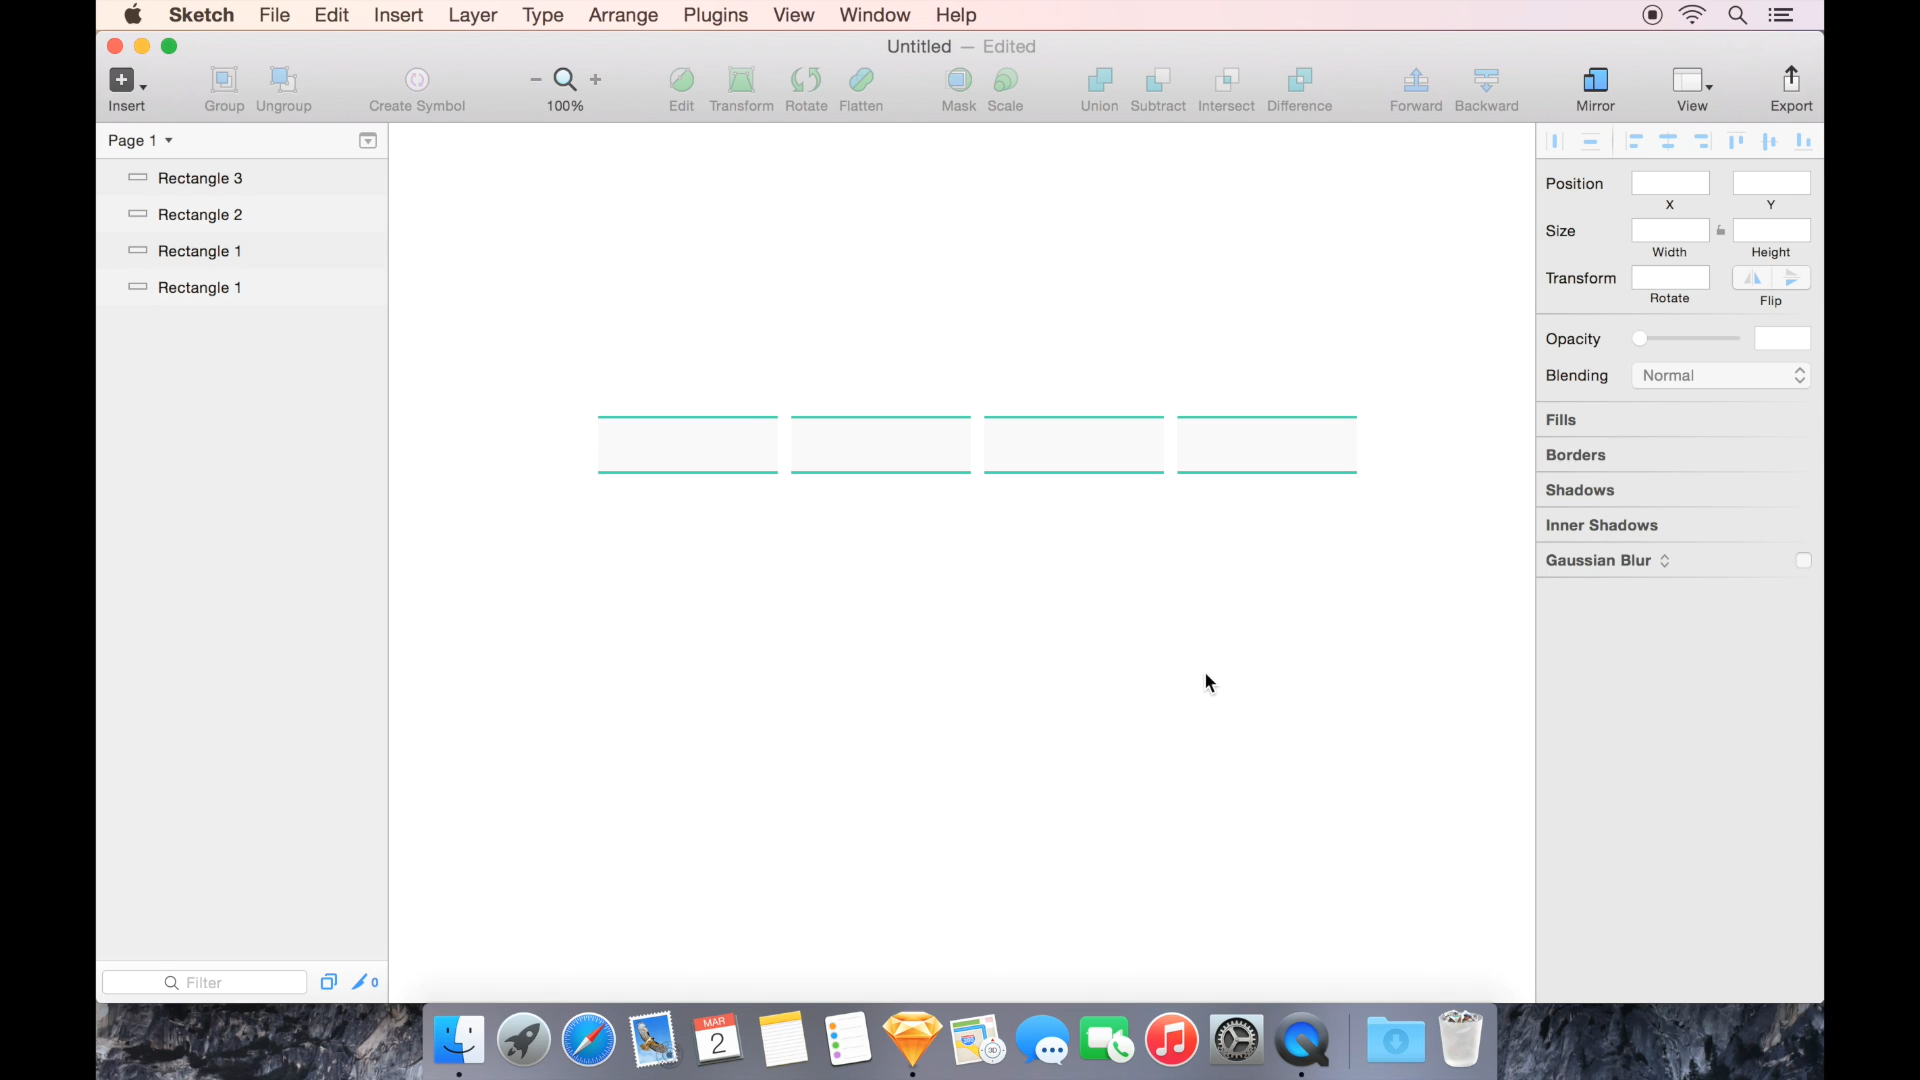 Sketch File Edit Insert Layer Type Arrange Plugins View Window Help
Untitled — Edited
Insert Group Ungroup Create Symbol 100% Edit Transform Rotate Flatten Mask Scale Union Subtract Intersect Difference Forward Backward Mirror View Export
Page 1
Rectangle 3
Rectangle 2
Rectangle 1
Rectangle 1
Filter 0
Position
X Y
Size
Width Height
Transform
Rotate Flip
Opacity
Blending Normal
Fills
Borders
Shadows
Inner Shadows
Gaussian Blur
MAR
2
3D